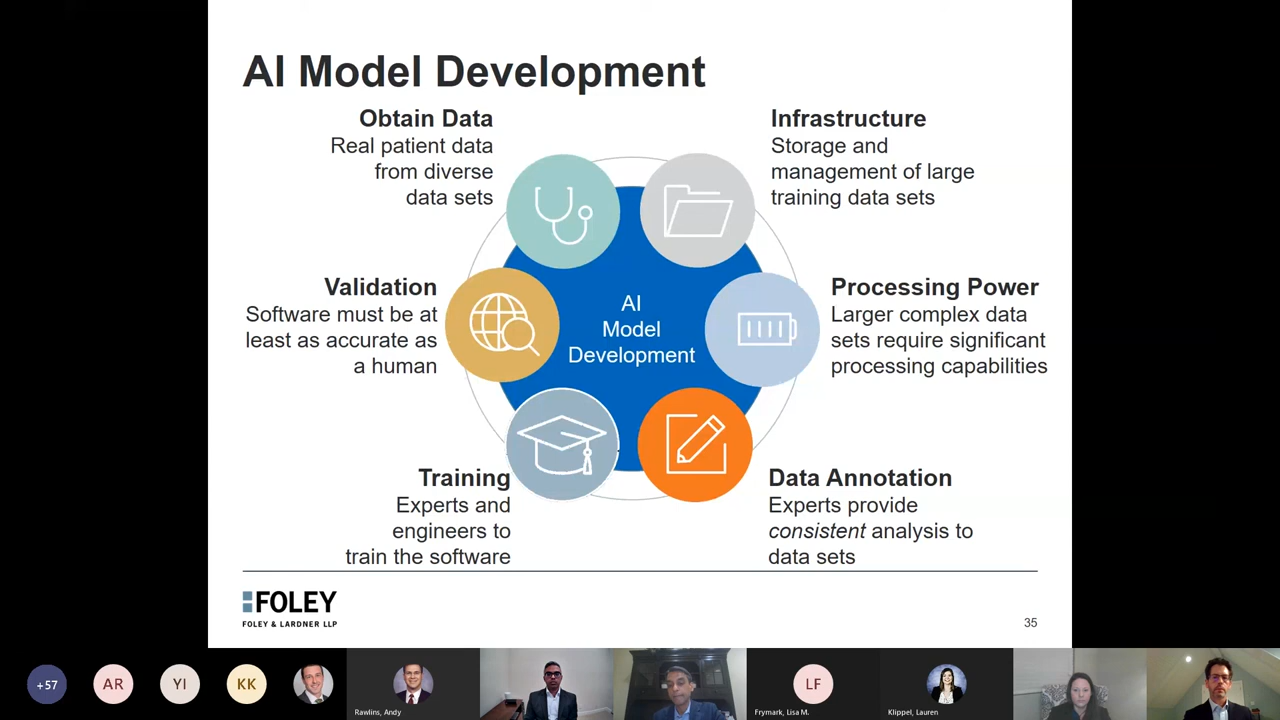 AI Model Development
Obtain Data
Real patient data
from diverse
data sets
Infrastructure
Storage and
management of large
training data sets
Validation
Software must be at
least as accurate as
a human
AI
Model
Development
Processing Power
Larger complex data
sets require significant
processing capabilities
Training
Experts and
engineers to
train the software
Data Annotation
Experts provide
consistent analysis to
data sets
FOLEY
FOLEY & LARDNER LLP
35
+57
AR
YI
KK
Rawlins, Andy
LF
Frymark, Lisa M.
Klippel, Lauren